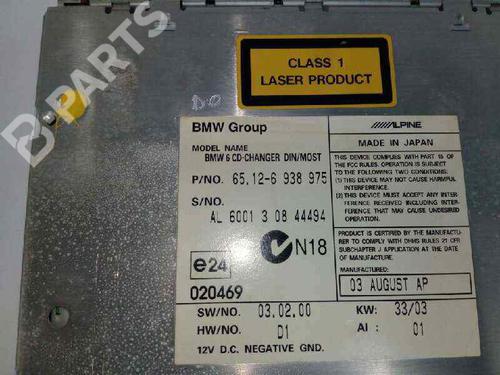 B-PARTS
CLASS 1
LASER PRODUCT
D.O
BMW Group
MODEL NAME
BMW 6 CD-CHANGER DIN/MOST
P/NO. 65.12-6 938 975
S/NO.
AL 6001 3 08 44494
N18
e24
020469
SW/NO. 03.02.00 KW: 33/03
HW/NO. D1 AI : 01
12V D.C. NEGATIVE GND.
ALPINE
MADE IN JAPAN
THIS DEVICE COMPLIES WITH PART 15 OF
THE FCC RULES. OPERATION IS SUBJECT
TO THE FOLLOWING TWO CONDITIONS:
(1) THIS DEVICE MAY NOT CAUSE HARMFUL
INTERFERENCE.
(2) THIS DEVICE MUST ACCEPT ANY INTER-
FERENCE RECEIVED, INCLUDING INTER-
FERENCE THAT MAY CAUSE UNDESIRED
OPERATION.
PRODUCT IS CERTIFIED BY THE MANUFACTU-
RER TO COMPLY WITH DHHS RULES 21 CFR
SUBCHAPTER J APPLICABLE AT THE DATE
OF MANUFACTURE.
MANUFACTURED:
03 AUGUST AP